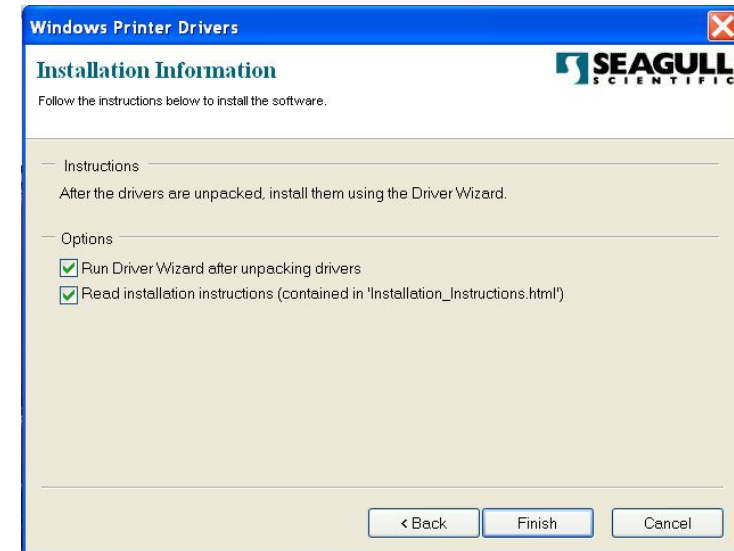 Windows Printer Drivers
Installation Information
SEAGULL
SCIENTIFIC
Follow the instructions below to install the software.
Instructions
After the drivers are unpacked, install them using the Driver Wizard.
Options
Run Driver Wizard after unpacking drivers
Read installation instructions (contained in 'Installation_Instructions.html')
< Back Finish Cancel